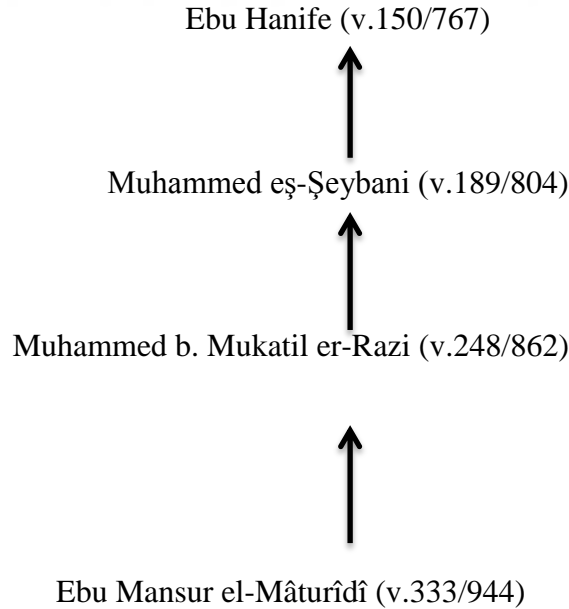 Ebu Hanife (v.150/767)
Muhammed eş-Şeybani (v.189/804)
Muhammed b. Mukatil er-Razi (v.248/862)
Ebu Mansur el-Mâturîdî (v.333/944)